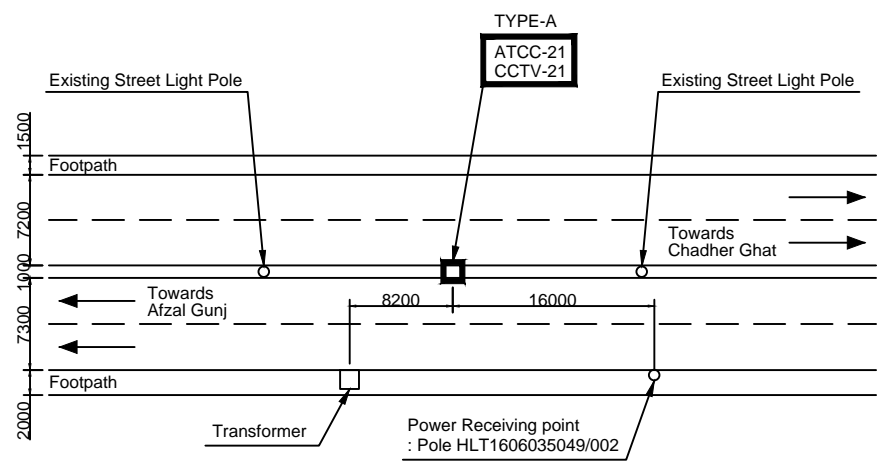 TYPE-A
ATCC-21
CCTV-21
Existing Street Light Pole
Existing Street Light Pole
1500
Footpath
7200
Towards
Chadher Ghat
1000
Towards
Afzal Gunj
8200
16000
7300
Footpath
2000
Transformer
Power Receiving point
: Pole HLT1606035049/002